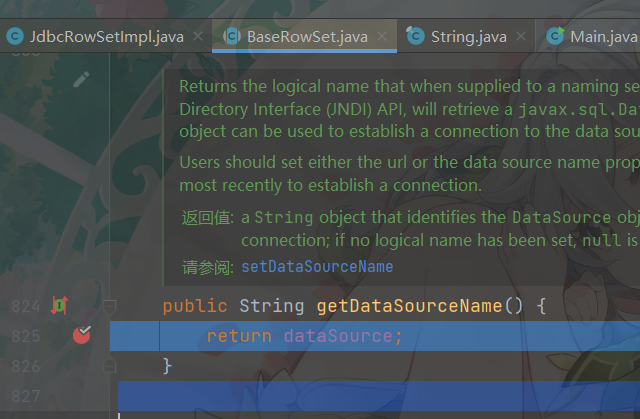 JdbcRowSetImpl.java BaseRowSet.java String.java Main.java
Returns the logical name that when supplied to a naming se
Directory Interface (JNDI) API, will retrieve a javax.sql.Da
object can be used to establish a connection to the data sou
Users should set either the url or the data source name prop
most recently to establish a connection.
返回值: a String object that identifies the DataSource obj
connection; if no logical name has been set, null is
请参阅: setDataSourceName
824 public String getDataSourceName() {
825 return dataSource;
826 }
827